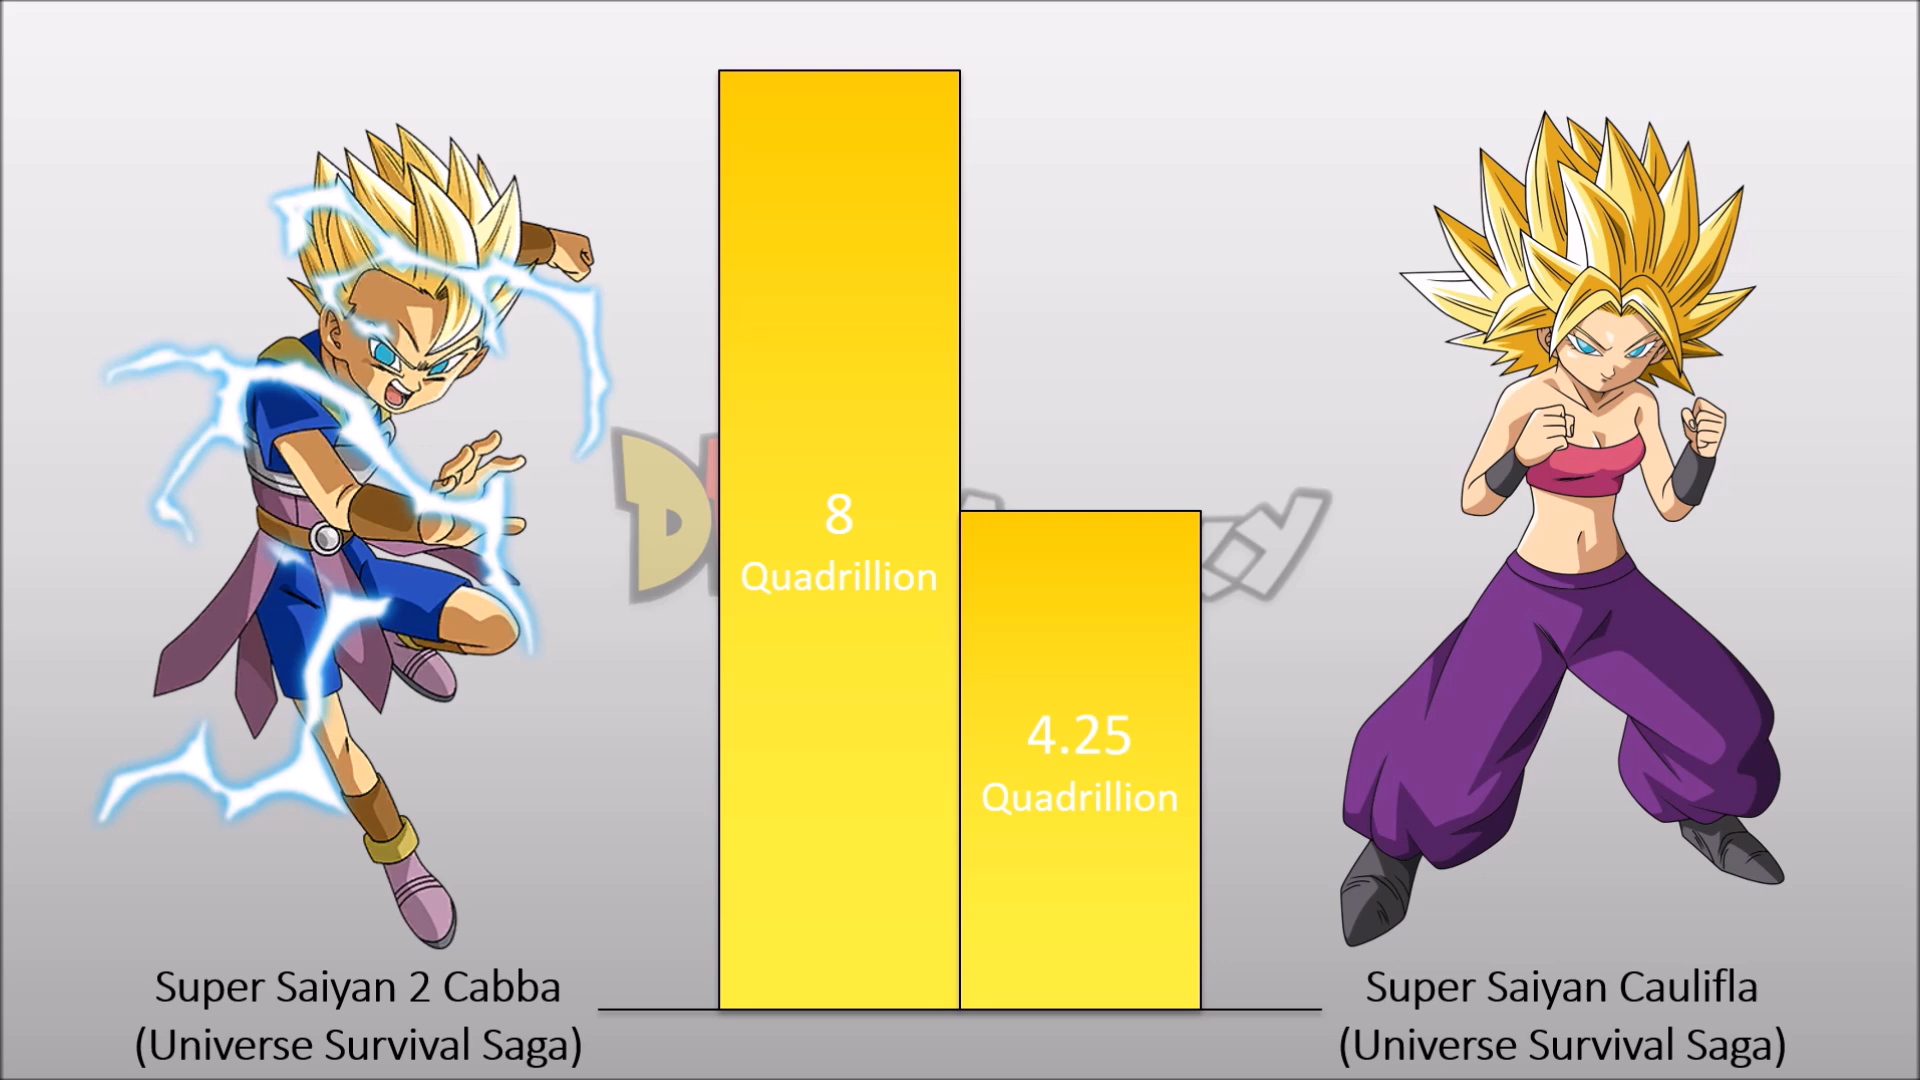 8
Quadrillion
4.25
Quadrillion
Super Saiyan 2 Cabba
(Universe Survival Saga)
Super Saiyan Caulifla
(Universe Survival Saga)